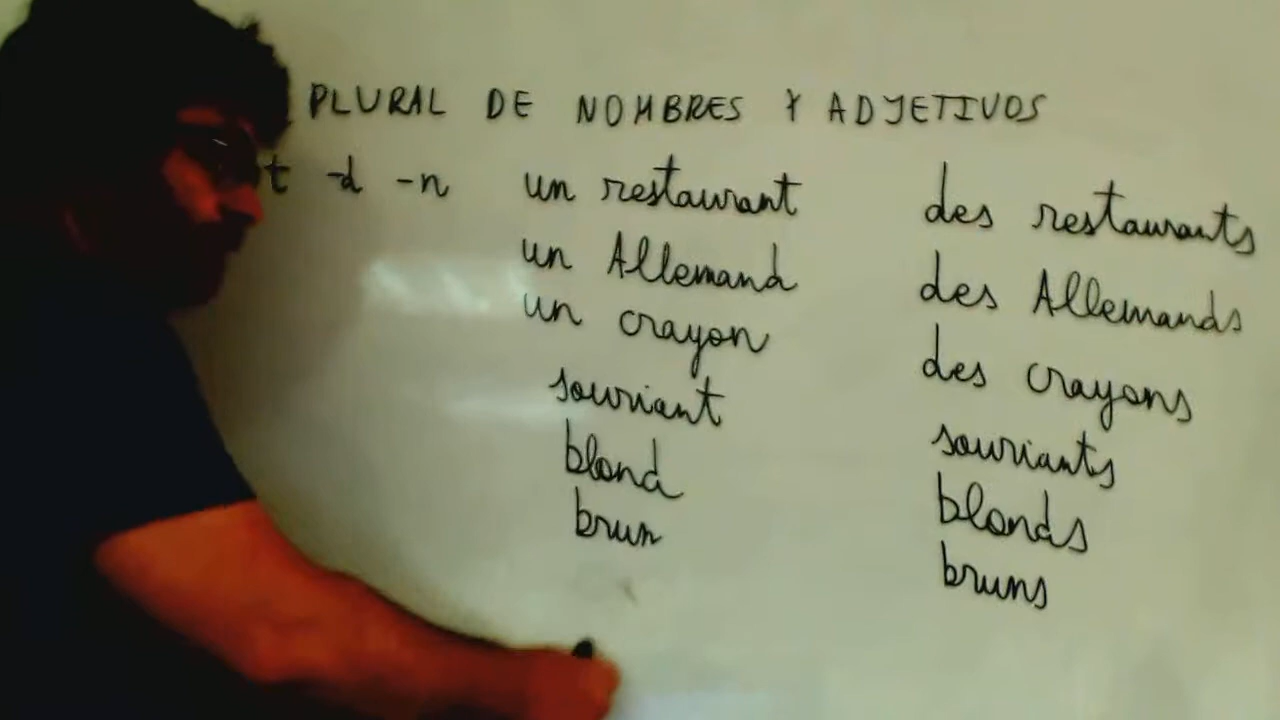 PLURAL DE NOMBRES Y ADJETIVOS
-t -d -n un restaurant des restaurants
un Allemand des Allemands
un crayon des crayons
souriant souriants
blond blonds
brun bruns